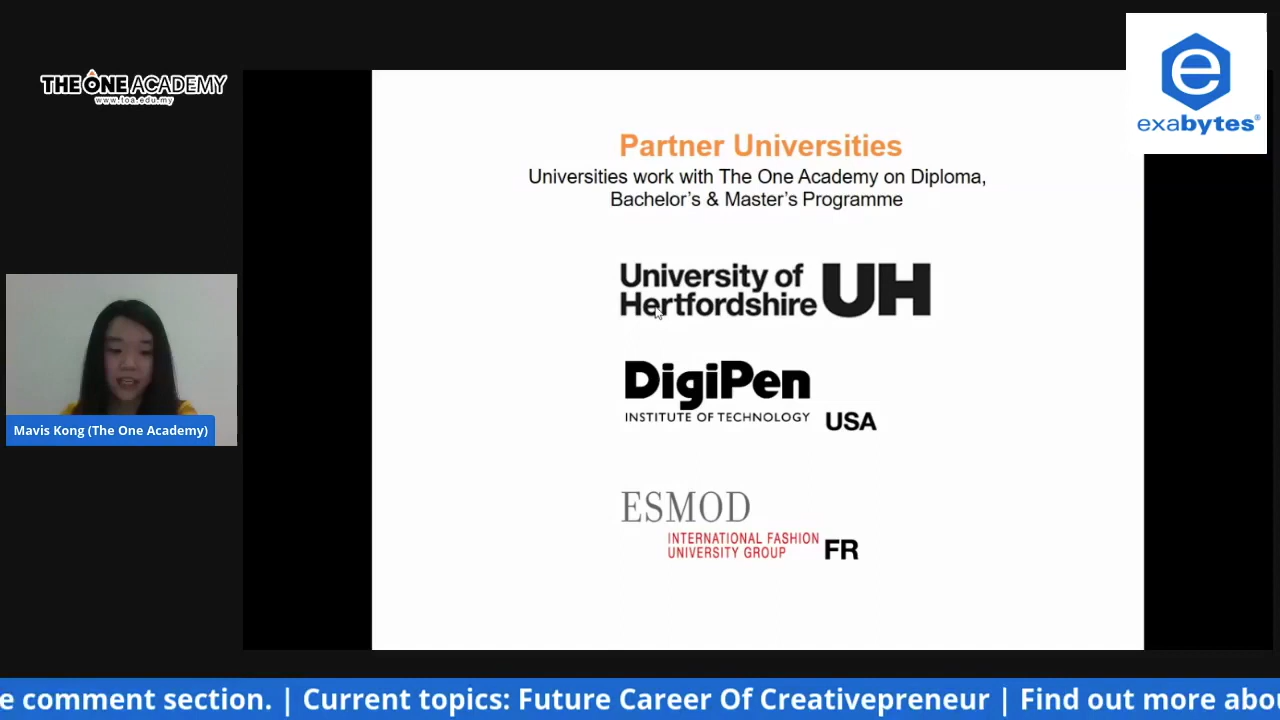 THE ONE ACADEMY
www.toa.edu.my
e
exabytes®
Partner Universities
Universities work with The One Academy on Diploma,
Bachelor's & Master's Programme
University of
Hertfordshire
UH
DigiPen
INSTITUTE OF TECHNOLOGY
USA
ESMOD
INTERNATIONAL FASHION
UNIVERSITY GROUP
FR
Mavis Kong (The One Academy)
e comment section. | Current topics: Future Career Of Creativepreneur | Find out more abo